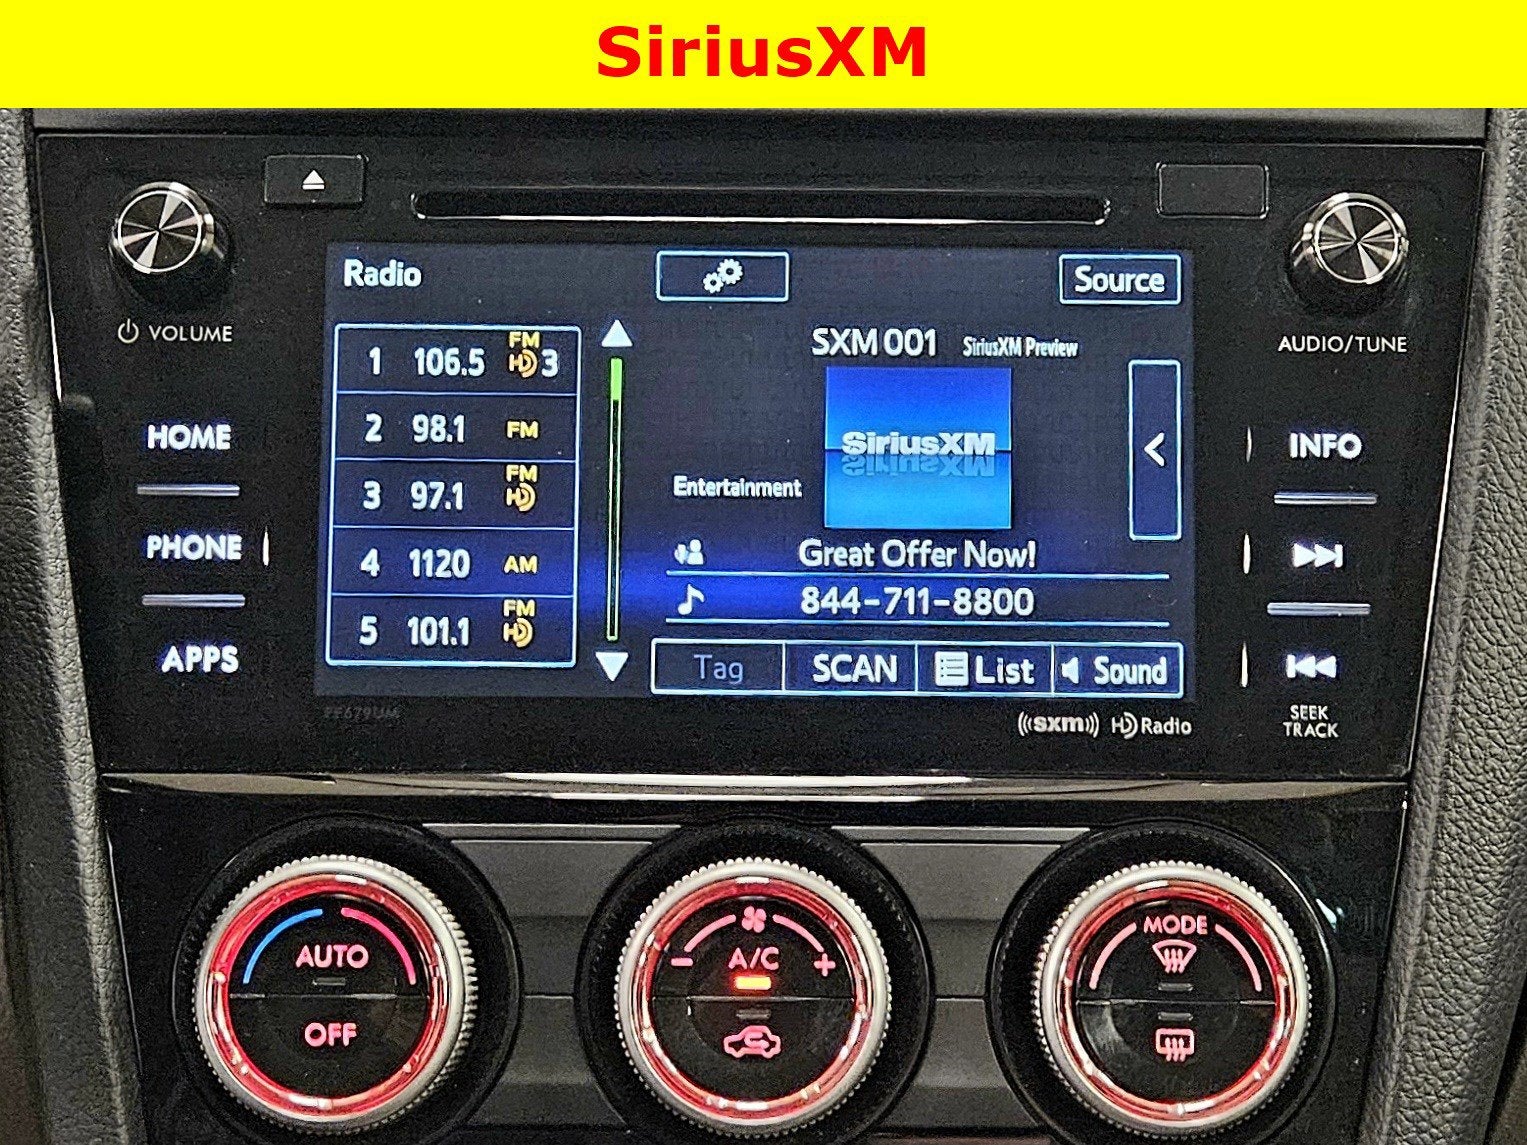 SiriusXM
VOLUME
AUDIO/TUNE
HOME
PHONE
APPS
INFO
SEEK
TRACK
Radio
Source
1 106.5 FM HD 3
2 98.1 FM
3 97.1 FM HD
4 1120 AM
5 101.1 FM HD
SXM 001 SiriusXM Preview
SiriusXM
Entertainment
Great Offer Now!
844-711-8800
Tag SCAN List Sound
FF679UM
((sxm)) HD Radio
AUTO
OFF
A/C
MODE